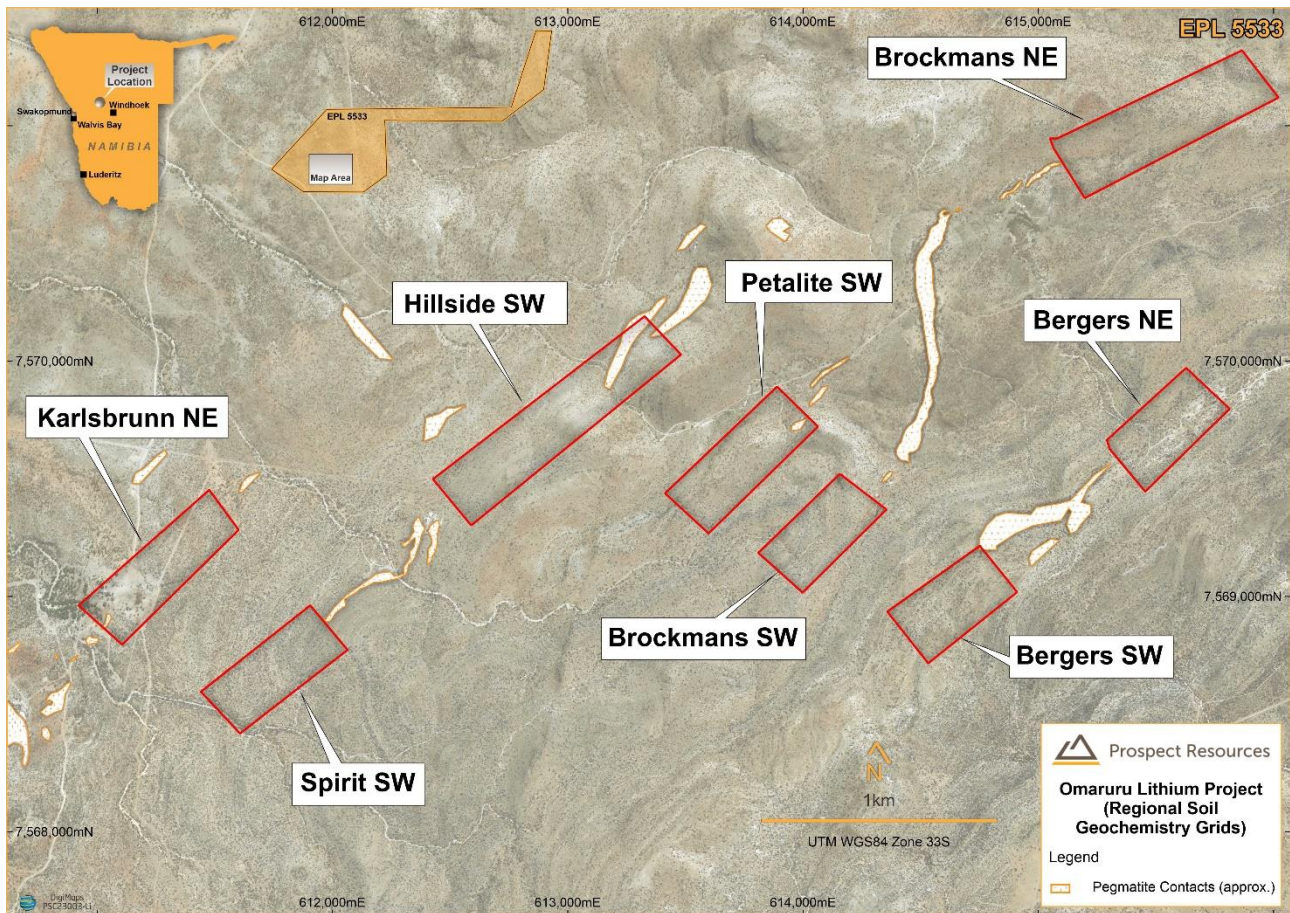 612,000mE
613,000mE
614,000mE
615,000mE
EPL 5533
Project
Location
Swakopmund
Windhoek
Walvis Bay
NAMIBIA
Luderitz
EPL 5533
Map Area
Brockmans NE
Hillside SW
Petalite SW
Bergers NE
7,570,000mN
7,570,000mN
Karlsbrunn NE
7,569,000mN
Brockmans SW
Bergers SW
Spirit SW
N
1km
UTM WGS84 Zone 33S
7,568,000mN
Prospect Resources
Omaruru Lithium Project
(Regional Soil
Geochemistry Grids)
Legend
Pegmatite Contacts (approx.)
DigiMaps
PSC23003-Li
612,000mE
613,000mE
614,000mE